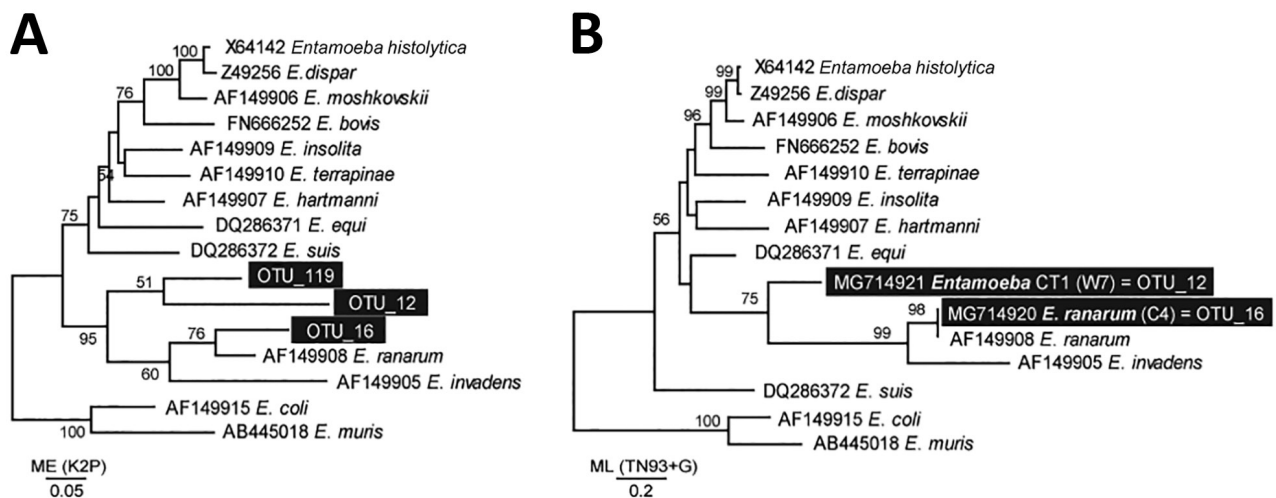 A
100
X64142 Entamoeba histolytica
100
Z49256 E.dispar
76
AF149906 E. moshkovskii
FN666252 E. bovis
AF149909 E. insolita
54
AF149910 E. terrapinae
AF149907 E. hartmanni
75
DQ286371 E. equi
DQ286372 E. suis
51
OTU_119
OTU_12
95
76
OTU_16
AF149908 E. ranarum
60
AF149905 E. invadens
AF149915 E. coli
100
AB445018 E. muris
ME (K2P)
0.05
B
99
X64142 Entamoeba histolytica
99
Z49256 E.dispar
96
AF149906 E. moshkovskii
FN666252 E. bovis
AF149910 E. terrapinae
AF149909 E. insolita
56
AF149907 E. hartmanni
DQ286371 E. equi
MG714921 Entamoeba CT1 (W7) = OTU_12
75
98
MG714920 E. ranarum (C4) = OTU_16
99
AF149908 E. ranarum
AF149905 E. invadens
DQ286372 E. suis
100
AF149915 E. coli
AB445018 E. muris
ML (TN93+G)
0.2